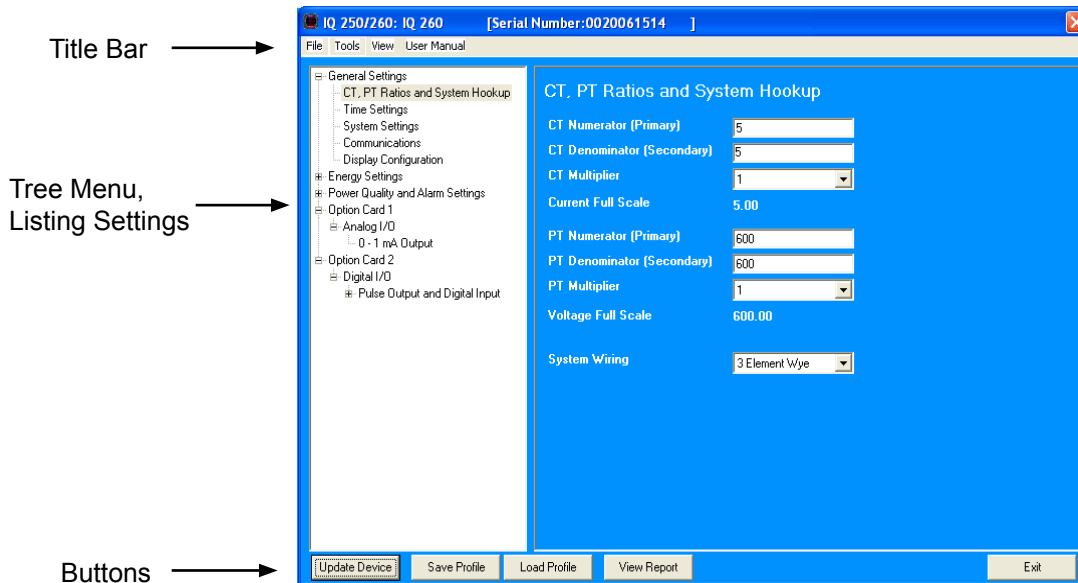 IQ 250/260: IQ 260 [Serial Number:0020061514 ]
Title Bar
File Tools View User Manual
General Settings
CT, PT Ratios and System Hookup
Time Settings
System Settings
Communications
Display Configuration
Energy Settings
Power Quality and Alarm Settings
Option Card 1
Analog I/O
0 - 1 mA Output
Option Card 2
Digital I/O
Pulse Output and Digital Input
Tree Menu,
Listing Settings
CT, PT Ratios and System Hookup
CT Numerator (Primary) 5
CT Denominator (Secondary) 5
CT Multiplier 1
Current Full Scale 5.00
PT Numerator (Primary) 600
PT Denominator (Secondary) 600
PT Multiplier 1
Voltage Full Scale 600.00
System Wiring 3 Element Wye
Buttons
Update Device Save Profile Load Profile View Report Exit